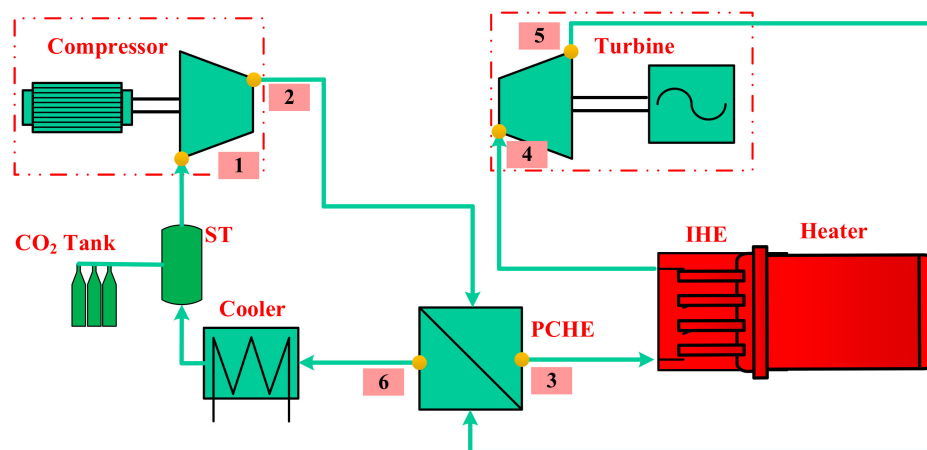 5
Compressor
Turbine
2
4
1
ST
IHE
Heater
CO₂ Tank
Cooler
PCHE
6
3